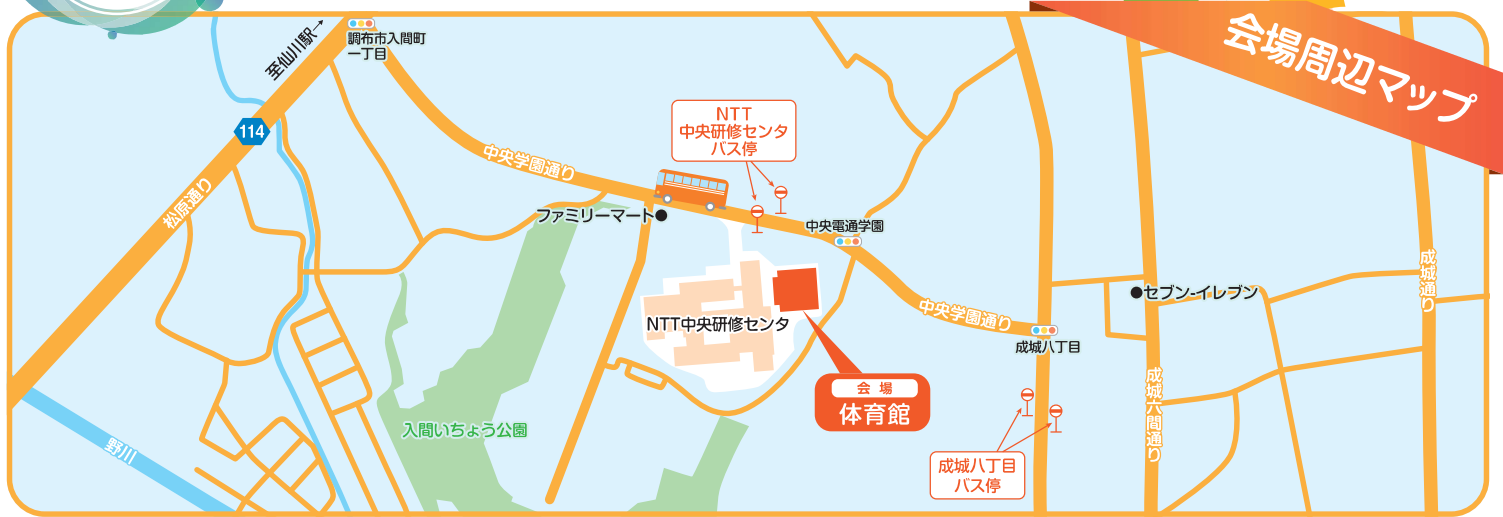 会場周辺マップ
至仙川駅→
調布市入間町
一丁目
114
松原通り
中央学園通り
NTT
中央研修センタ
バス停
ファミリーマート
中央電通学園
NTT中央研修センタ
会場
体育館
中央学園通り
成城八丁目
成城八丁目
バス停
セブン-イレブン
成城通り
成城六間通り
入間いちょう公園
野川